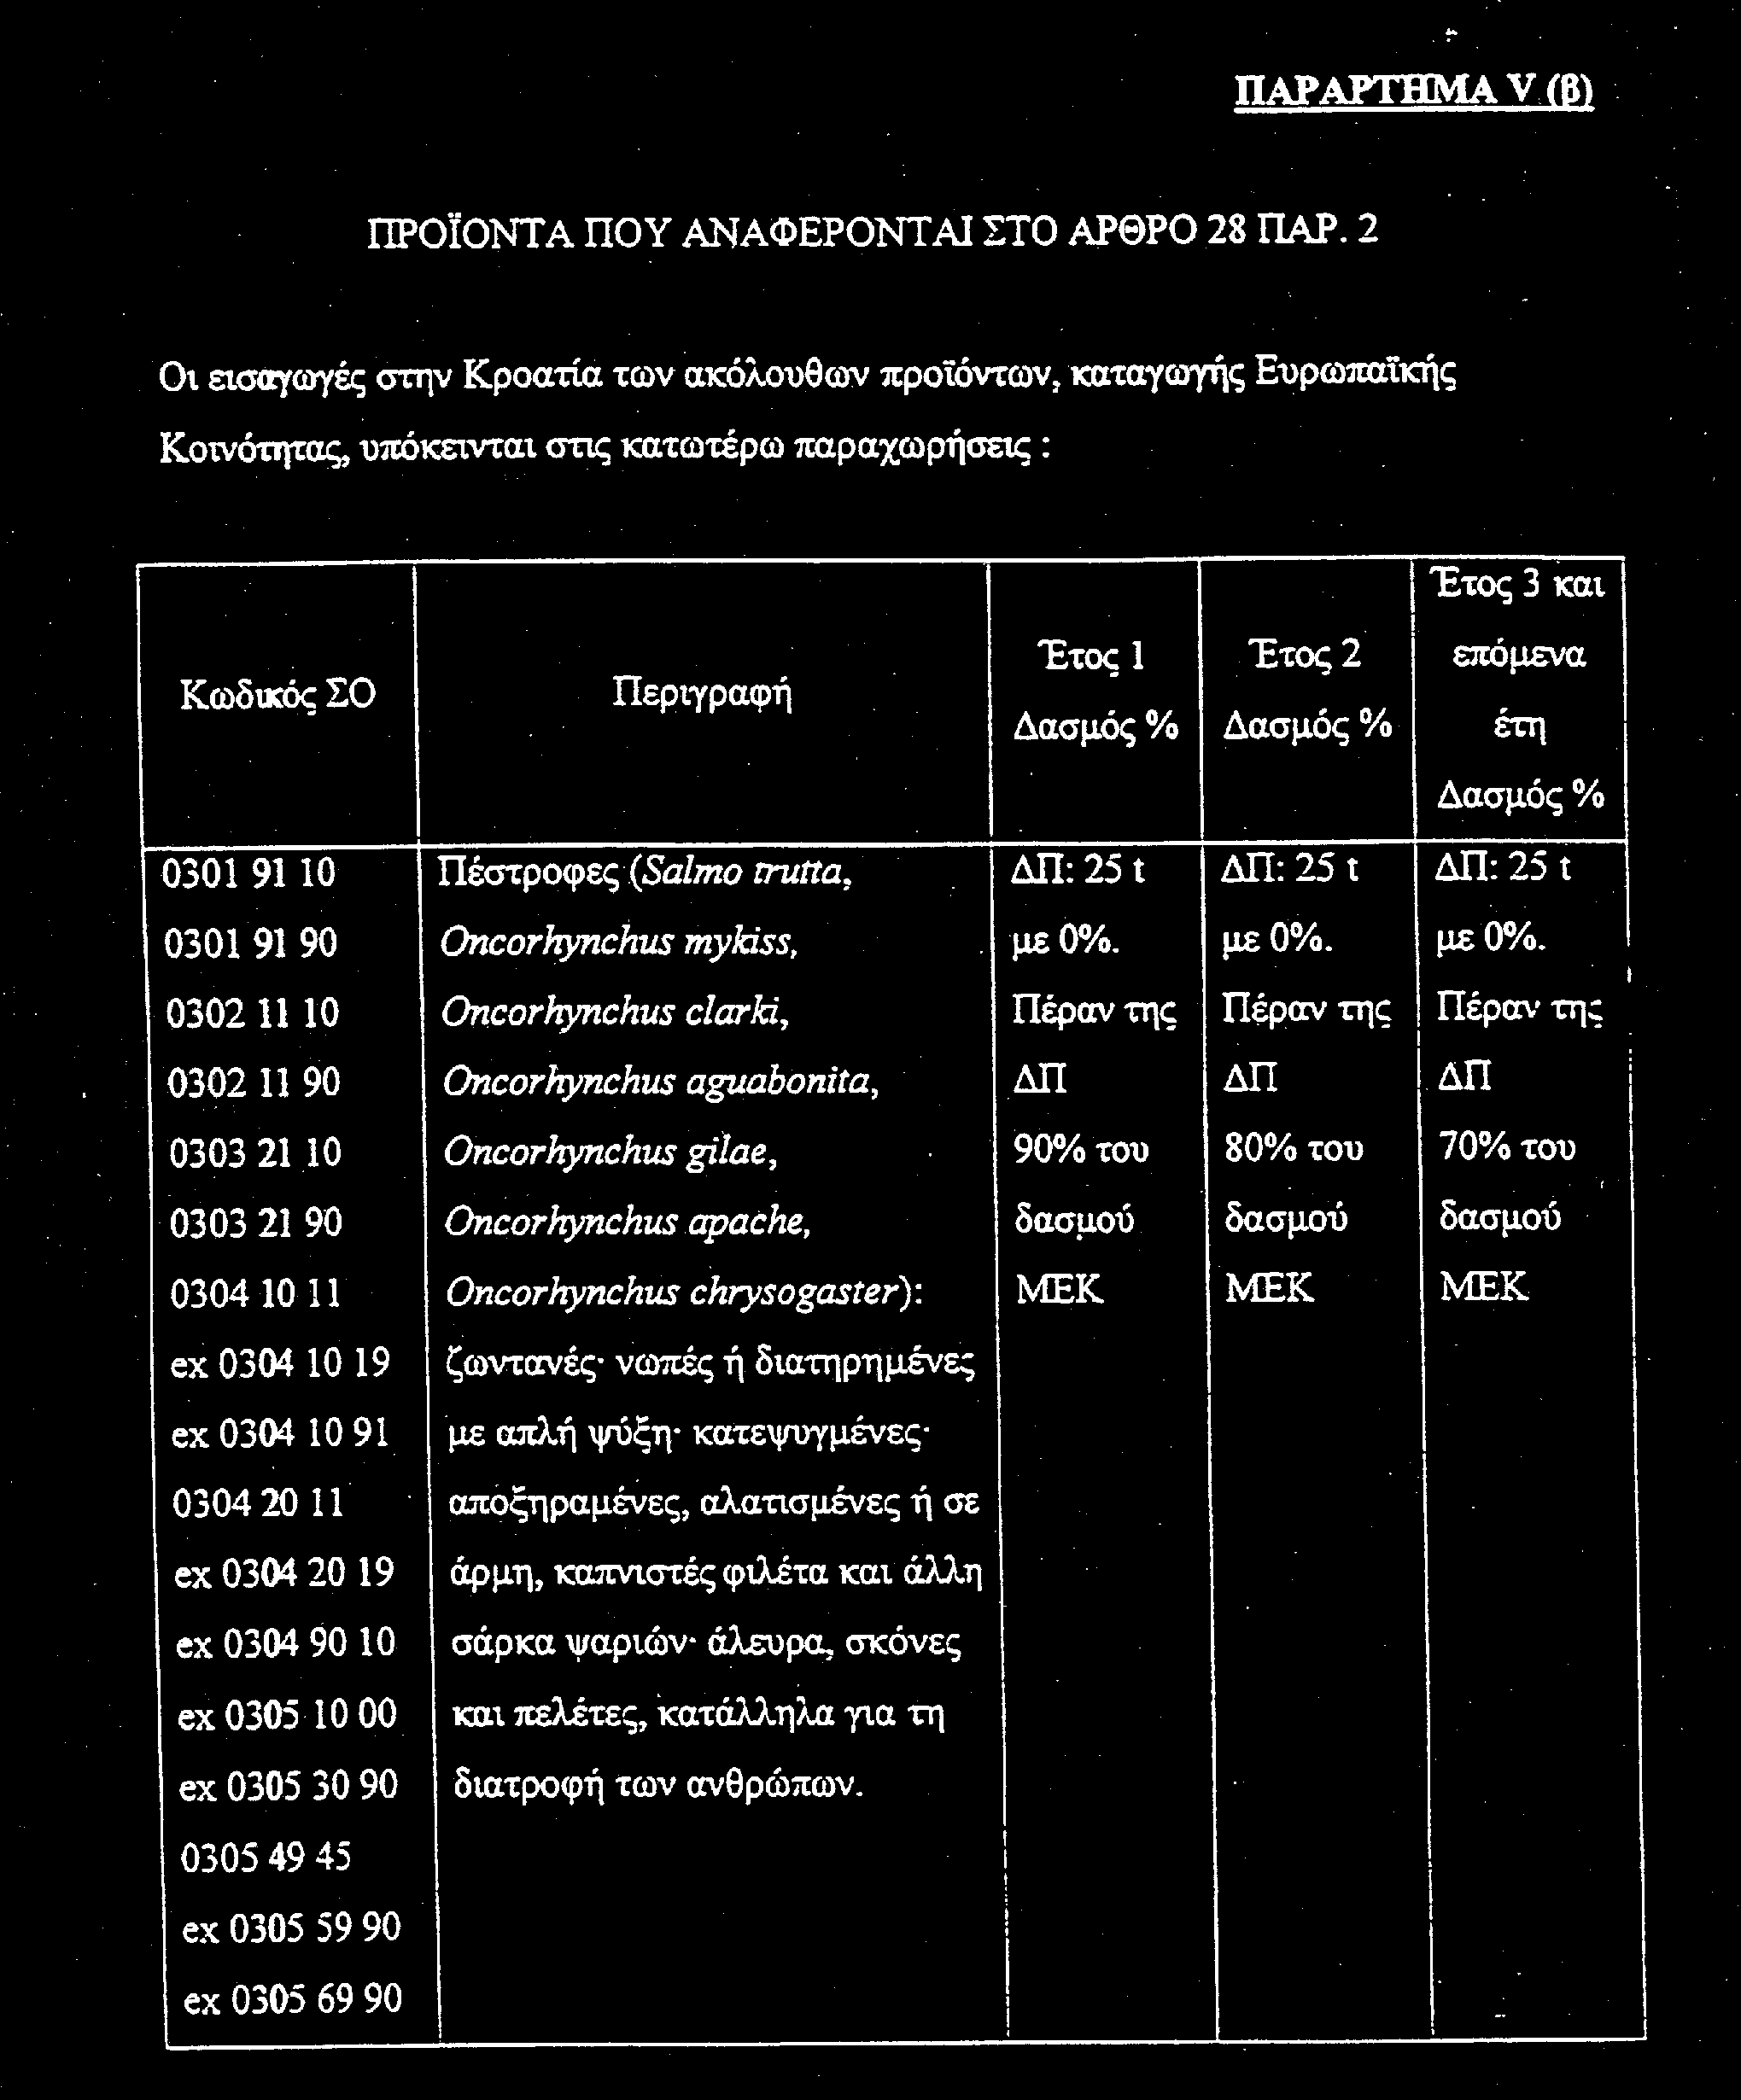 ΠΑΡΑΡΤΗΜΑ V (β)
ΠΡΟΪΟΝΤΑ ΠΟΥ ΑΝΑΦΕΡΟΝΤΑΙ ΣΤΟ ΑΡΘΡΟ 28 ΠΑΡ. 2
Οι εισαγωγές στην Κροατία των ακόλουθων προϊόντων, καταγωγής Ευρωπαϊκής
Κοινότητας, υπόκεινται στις κατωτέρω παραχωρήσεις :
Κωδικός ΣΟ
Περιγραφή
Έτος 1
Δασμός %
Έτος 2
Δασμός %
Έτος 3 και
επόμενα
έτη
Δασμός %
0301 91 10 Πέστροφες (Salmo trutta, ΔΠ: 25 t ΔΠ: 25 t ΔΠ: 25 t
0301 91 90 Oncorhynchus mykiss, με 0%. με 0%. με 0%.
0302 11 10 Oncorhynchus clarki, Πέραν της Πέραν της Πέραν της
0302 11 90 Oncorhynchus aguabonita, ΔΠ ΔΠ ΔΠ
0303 21 10 Oncorhynchus gilae, 90% του 80% του 70% του
0303 21 90 Oncorhynchus apache, δασμού δασμού δασμού
0304 10 11 Oncorhynchus chrysogaster): ΜΕΚ ΜΕΚ ΜΕΚ
ex 0304 10 19 ζωντανές· νωπές ή διατηρημένες
ex 0304 10 91 με απλή ψύξη· κατεψυγμένες·
0304 20 11 αποξηραμένες, αλατισμένες ή σε
ex 0304 20 19 άρμη, καπνιστές φιλέτα και άλλη
ex 0304 90 10 σάρκα ψαριών· άλευρα, σκόνες
ex 0305 10 00 και πελέτες, κατάλληλα για τη
ex 0305 30 90 διατροφή των ανθρώπων.
0305 49 45
ex 0305 59 90
ex 0305 69 90